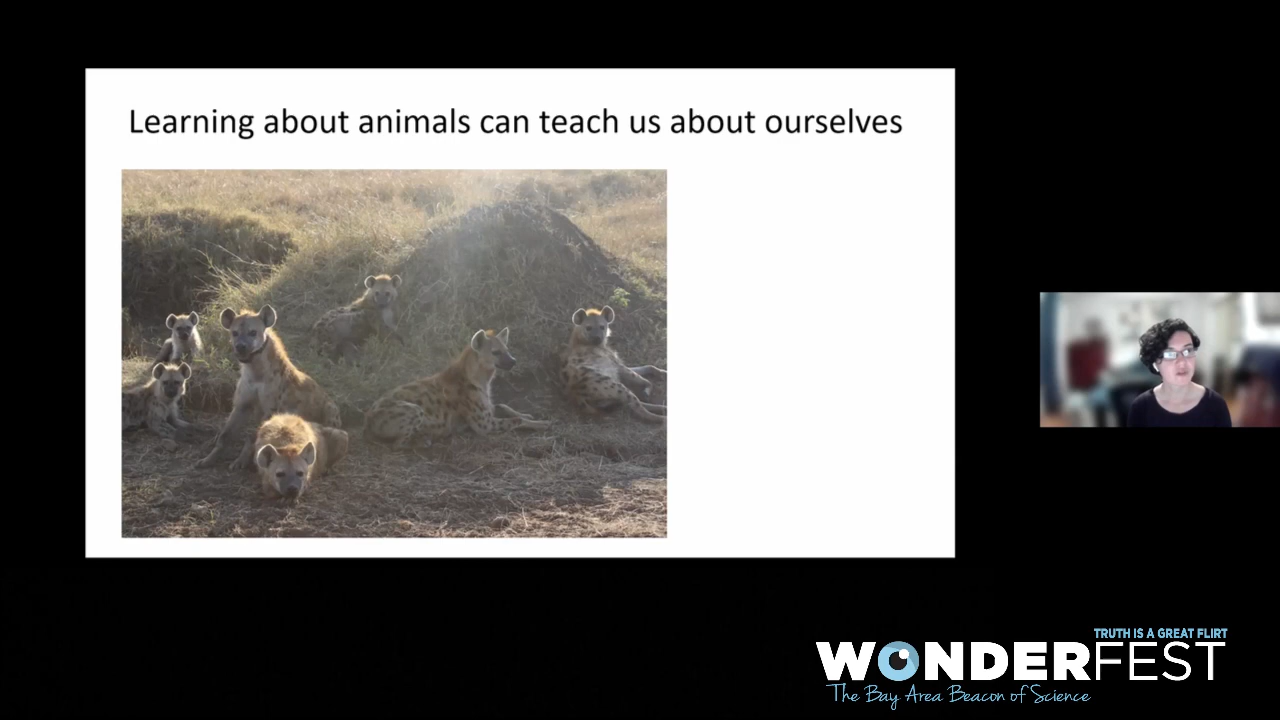 Learning about animals can teach us about ourselves
TRUTH IS A GREAT FLIRT
WONDERFEST
The Bay Area Beacon of Science